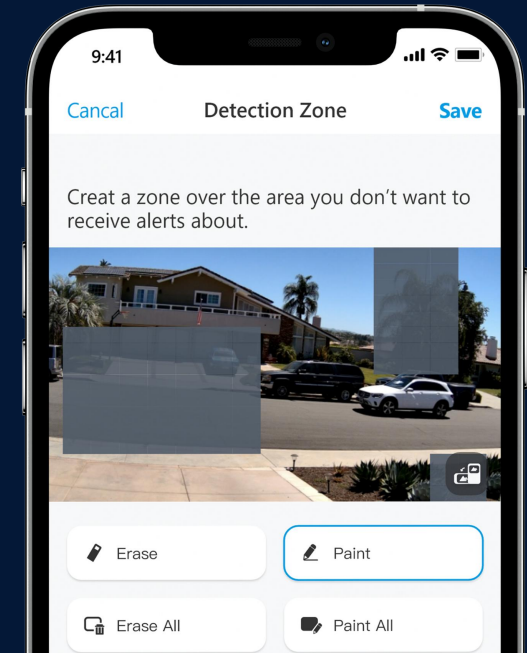 9:41
Cancal Detection Zone Save
Creat a zone over the area you don't want to
receive alerts about.
Erase Paint
Erase All Paint All